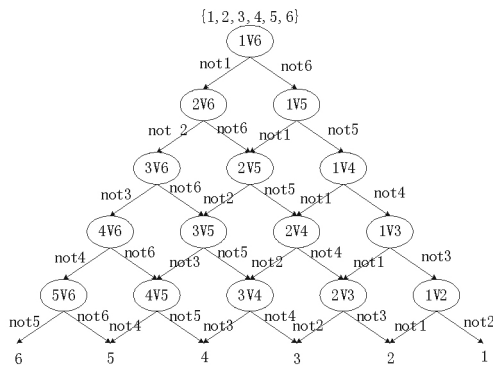 {1,2,3,4,5,6}
1V6
not1 not6
2V6 1V5
not 2 not6 not1 not5
3V6 2V5 1V4
not3 not6 not2 not5 not1 not4
4V6 3V5 2V4 1V3
not4 not6 not3 not5 not2 not4 not1 not3
5V6 4V5 3V4 2V3 1V2
not5 not6 not4 not5 not3 not4 not2 not3 not1 not2
6 5 4 3 2 1